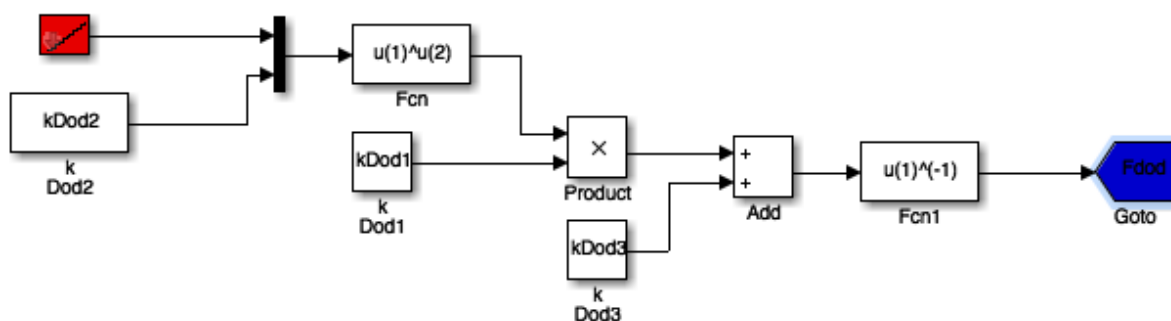 u(1)^u(2)
Fcn
kDod2
k
Dod2
kDod1
k
Dod1
×
Product
+
+
Add
u(1)^(-1)
Fcn1
Fdod
Goto
kDod3
k
Dod3